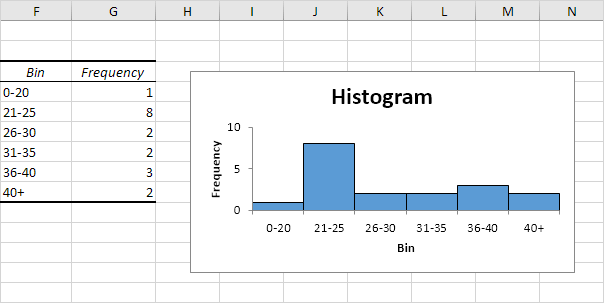 F G H I J K L M N
Bin Frequency
0-20 1
21-25 8
26-30 2
31-35 2
36-40 3
40+ 2
Histogram
Frequency
10
5
0
0-20 21-25 26-30 31-35 36-40 40+
Bin